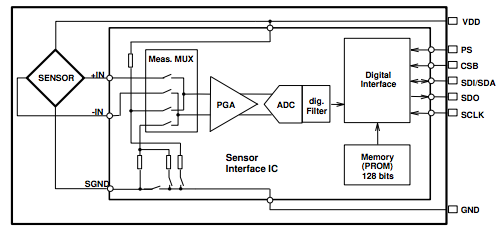 VDD
Meas. MUX
PS
SENSOR
+IN
Digital
Interface
CSB
SDI/SDA
PGA
ADC
dig.
Filter
SDO
-IN
SCLK
Sensor
Interface IC
Memory
(PROM)
128 bits
SGND
GND